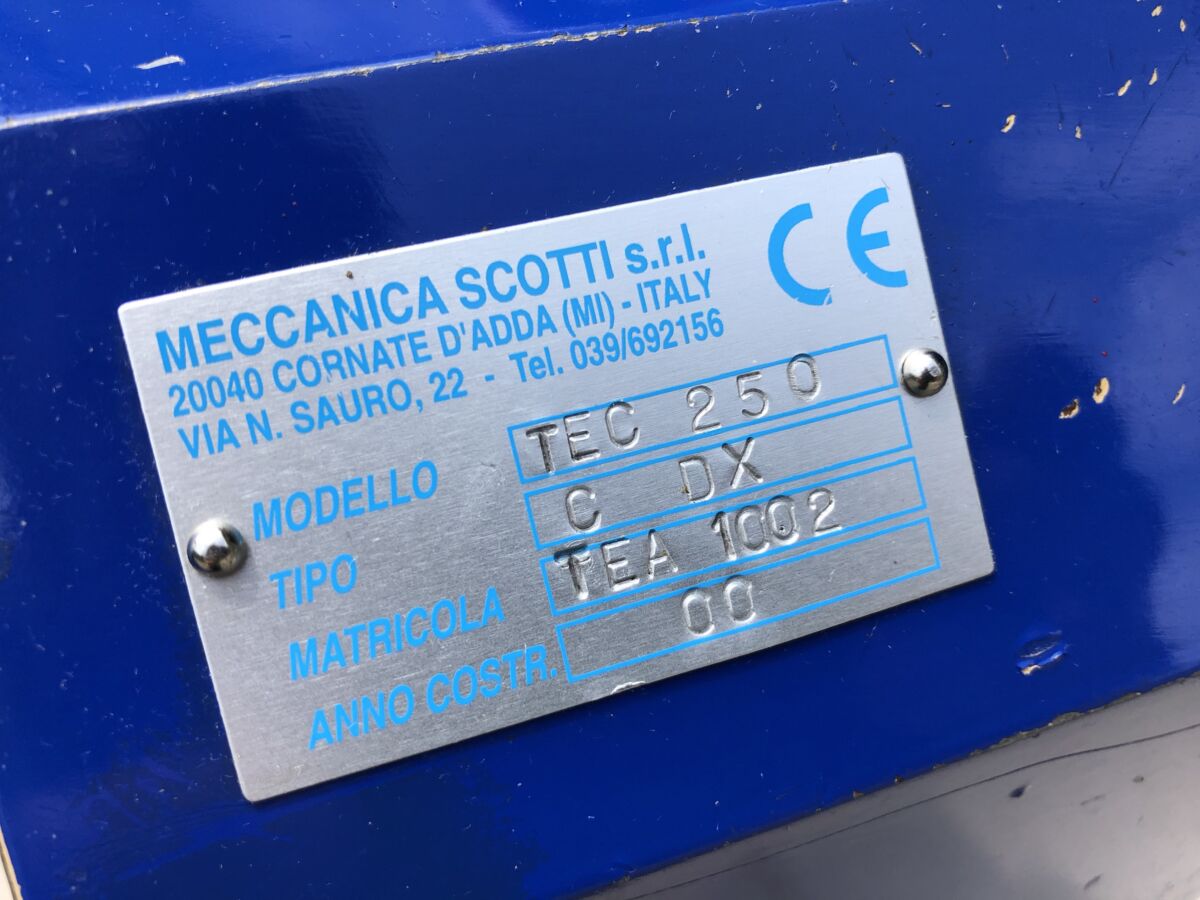 MECCANICA SCOTTI s.r.l.
20040 CORNATE D'ADDA (MI) - ITALY
VIA N. SAURO, 22 - Tel. 039/692156
CE
MODELLO TEC 250
TIPO C DX
MATRICOLA TEA 1002
ANNO COSTR. 00